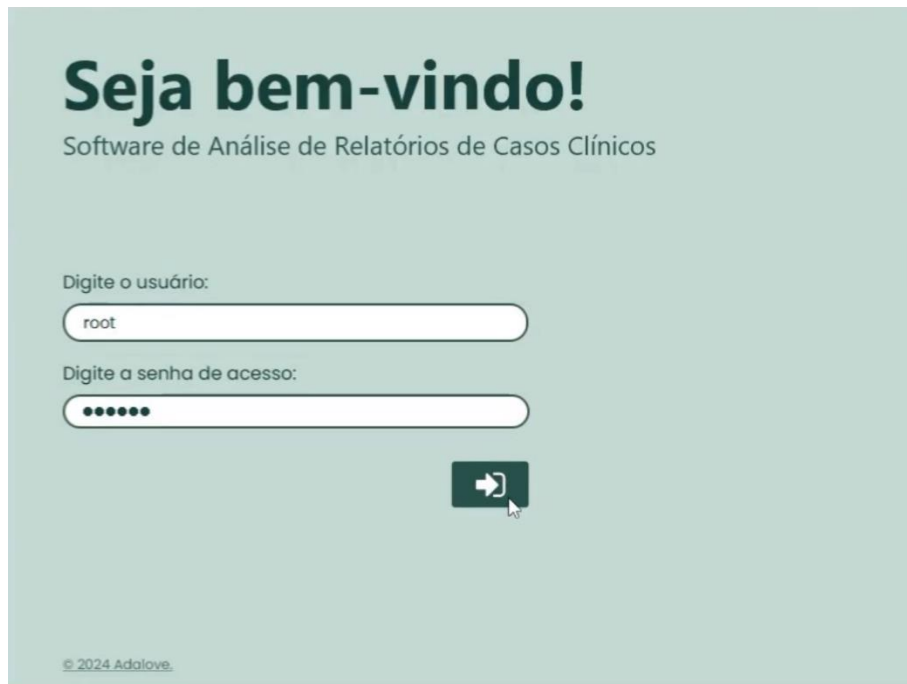 Seja bem-vindo!
Software de Análise de Relatórios de Casos Clínicos
Digite o usuário:
root
Digite a senha de acesso:
●●●●●●
© 2024 Adalove.